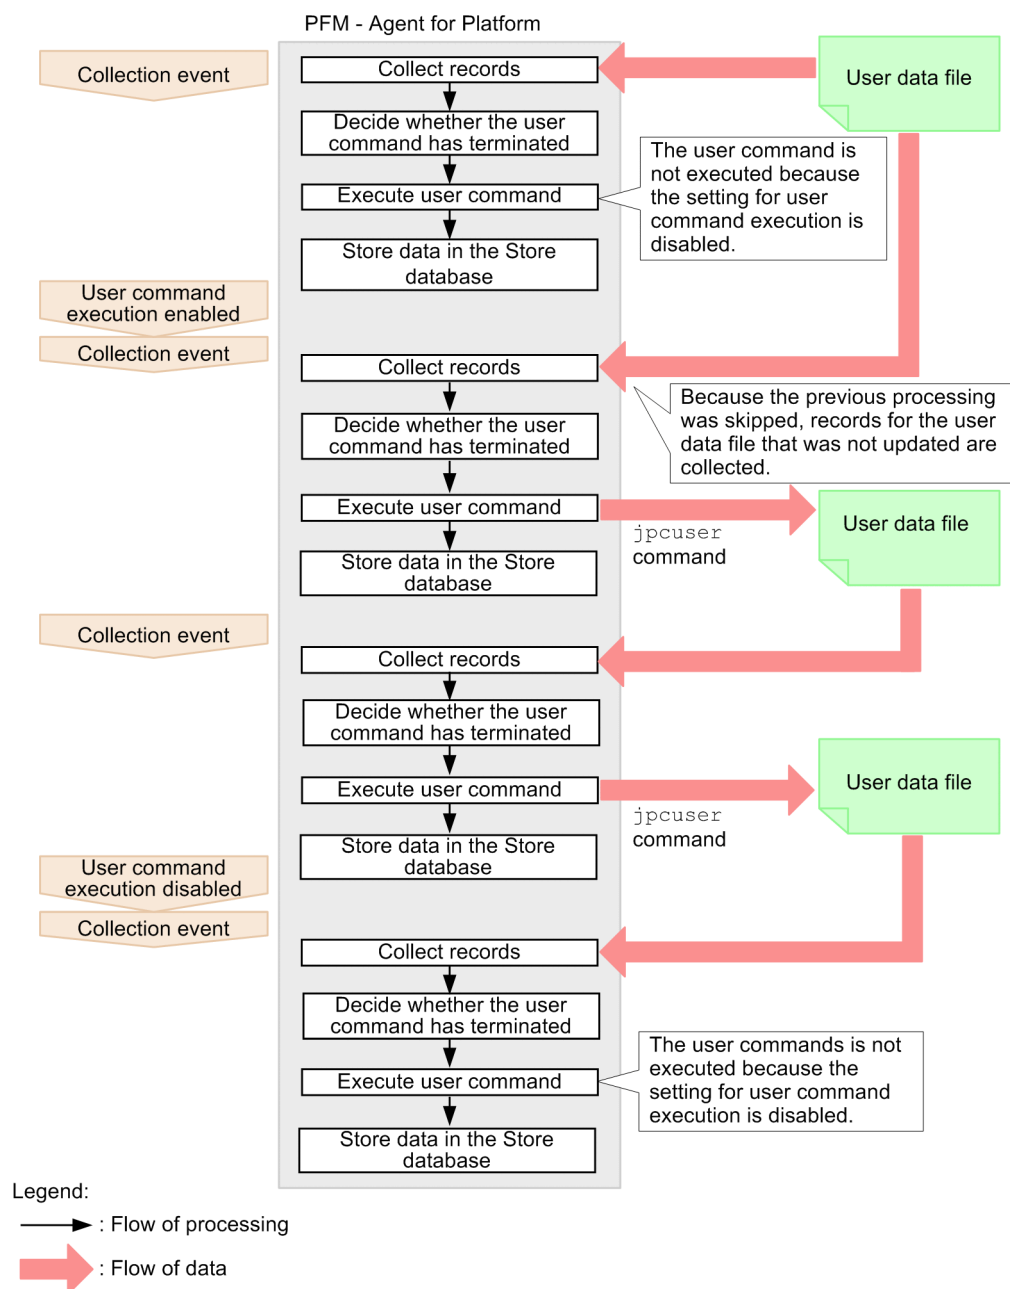 PFM - Agent for Platform
Collection event
Collect records
User data file
Decide whether the user
command has terminated
The user command is
not executed because
the setting for user
command execution is
disabled.
Execute user command
Store data in the Store
database
User command
execution enabled
Collection event
Collect records
Because the previous processing
was skipped, records for the user
data file that was not updated are
collected.
Decide whether the user
command has terminated
Execute user command
jpcuser
command
User data file
Store data in the Store
database
Collection event
Collect records
Decide whether the user
command has terminated
Execute user command
jpcuser
command
User data file
Store data in the Store
database
User command
execution disabled
Collection event
Collect records
Decide whether the user
command has terminated
The user commands is not
executed because the
setting for user command
execution is disabled.
Execute user command
Store data in the Store
database
Legend:
: Flow of processing
: Flow of data